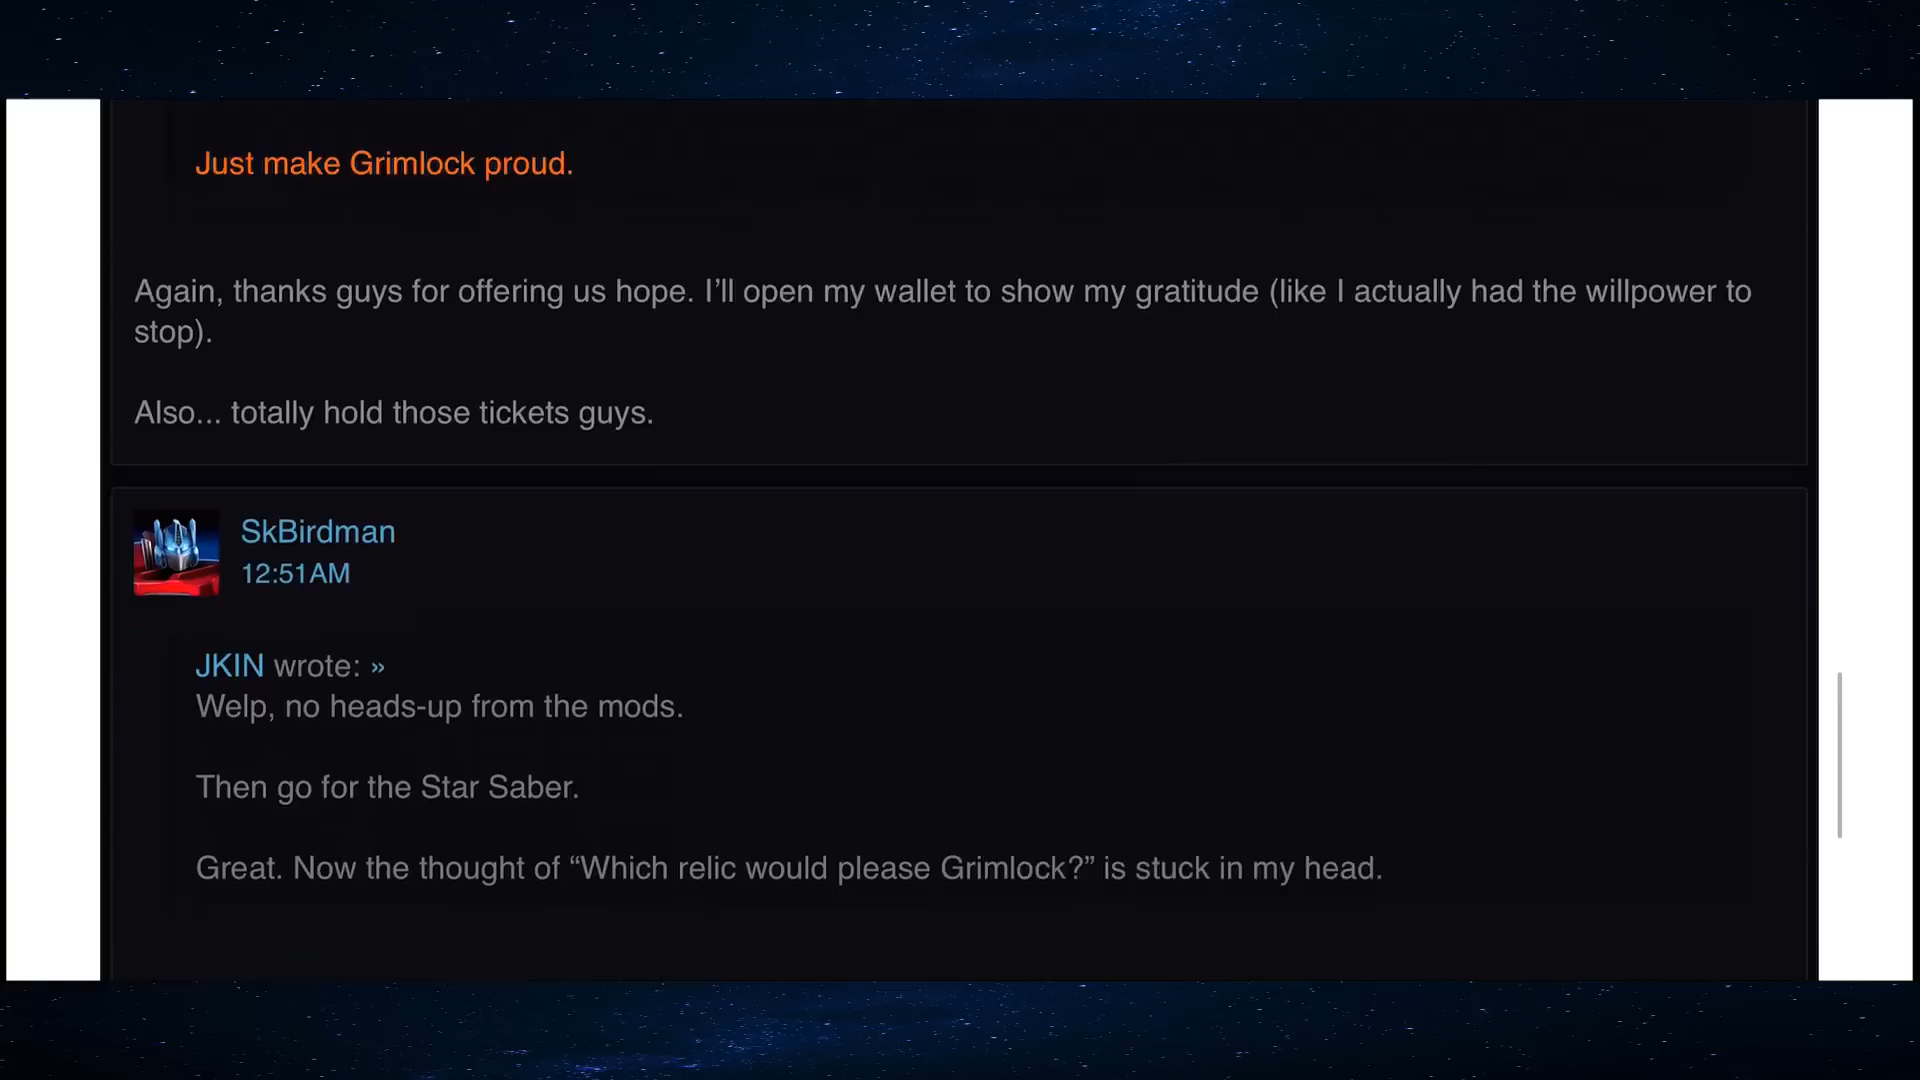 Just make Grimlock proud.
Again, thanks guys for offering us hope. I’ll open my wallet to show my gratitude (like I actually had the willpower to
stop).
Also... totally hold those tickets guys.
SkBirdman
12:51AM
JKIN wrote: »
Welp, no heads-up from the mods.
Then go for the Star Saber.
Great. Now the thought of “Which relic would please Grimlock?” is stuck in my head.